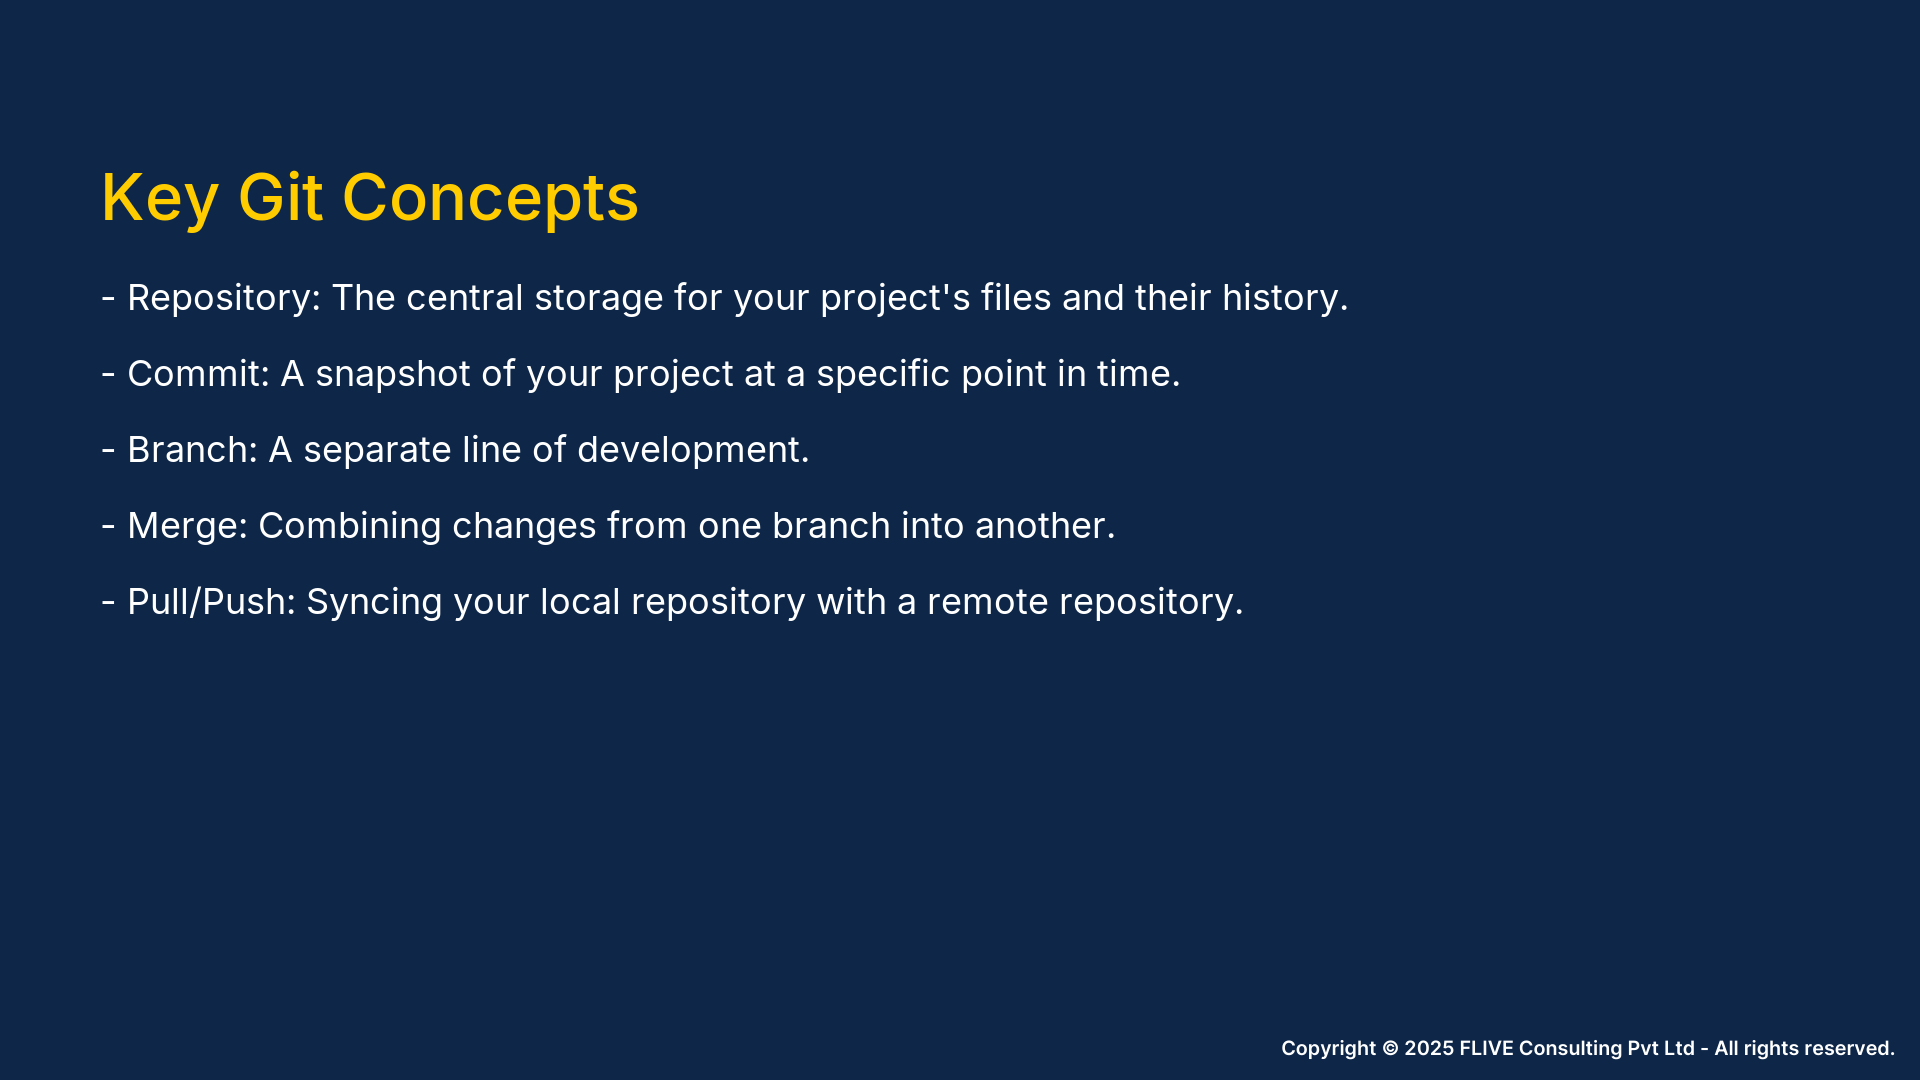 Key Git Concepts
- Repository: The central storage for your project's files and their history.
- Commit: A snapshot of your project at a specific point in time.
- Branch: A separate line of development.
- Merge: Combining changes from one branch into another.
- Pull/Push: Syncing your local repository with a remote repository.
Copyright © 2025 FLIVE Consulting Pvt Ltd - All rights reserved.